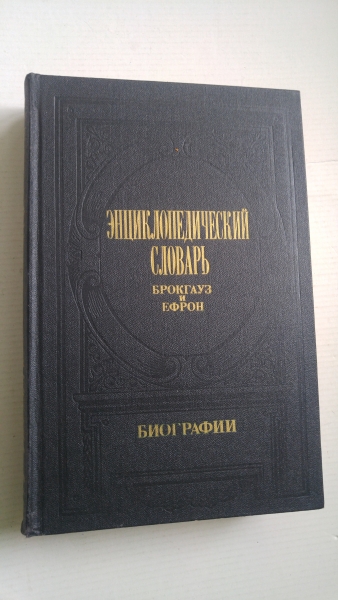 ЭНЦИКЛОПЕДИЧЕСКИЙ
СЛОВАРЬ
БРОКГАУЗ
И
ЕФРОН
БИОГРАФИИ